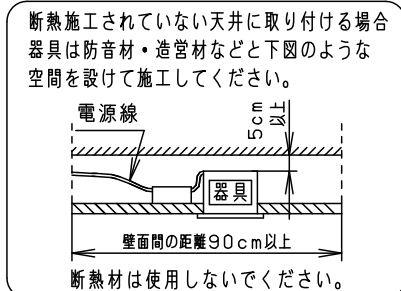 断熱施工されていない天井に取り付ける場合
器具は防音材・造営材などと下図のような
空間を設けて施工してください。
電源線
5cm
以上
器具
壁面間の距離90cm以上
断熱材は使用しないでください。